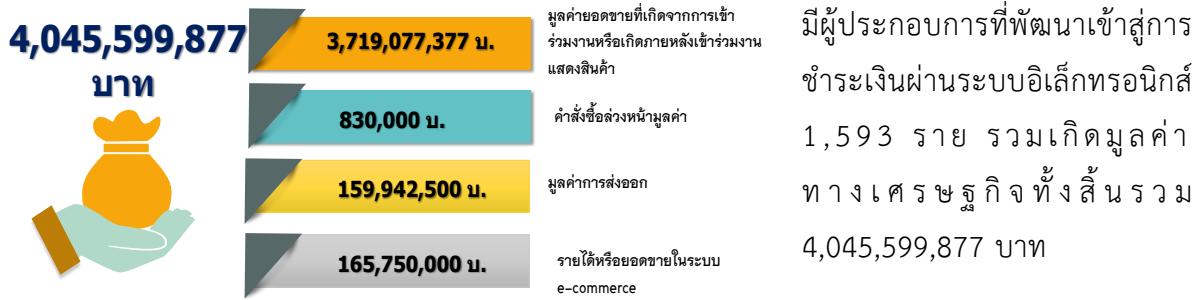 4,045,599,877
บาท
3,719,077,377 บ.
มูลค่ายอดขายที่เกิดจากการเข้า
ร่วมงานหรือเกิดภายหลังเข้าร่วมงาน
แสดงสินค้า
830,000 บ.
คำสั่งซื้อล่วงหน้ามูลค่า
159,942,500 บ.
มูลค่าการส่งออก
165,750,000 บ.
รายได้หรือยอดขายในระบบ
e-commerce
มีผู้ประกอบการที่พัฒนาเข้าสู่การ
ชำระเงินผ่านระบบอิเล็กทรอนิกส์
1,593 ราย รวมเกิดมูลค่า
ทางเศรษฐกิจทั้งสิ้นรวม
4,045,599,877 บาท